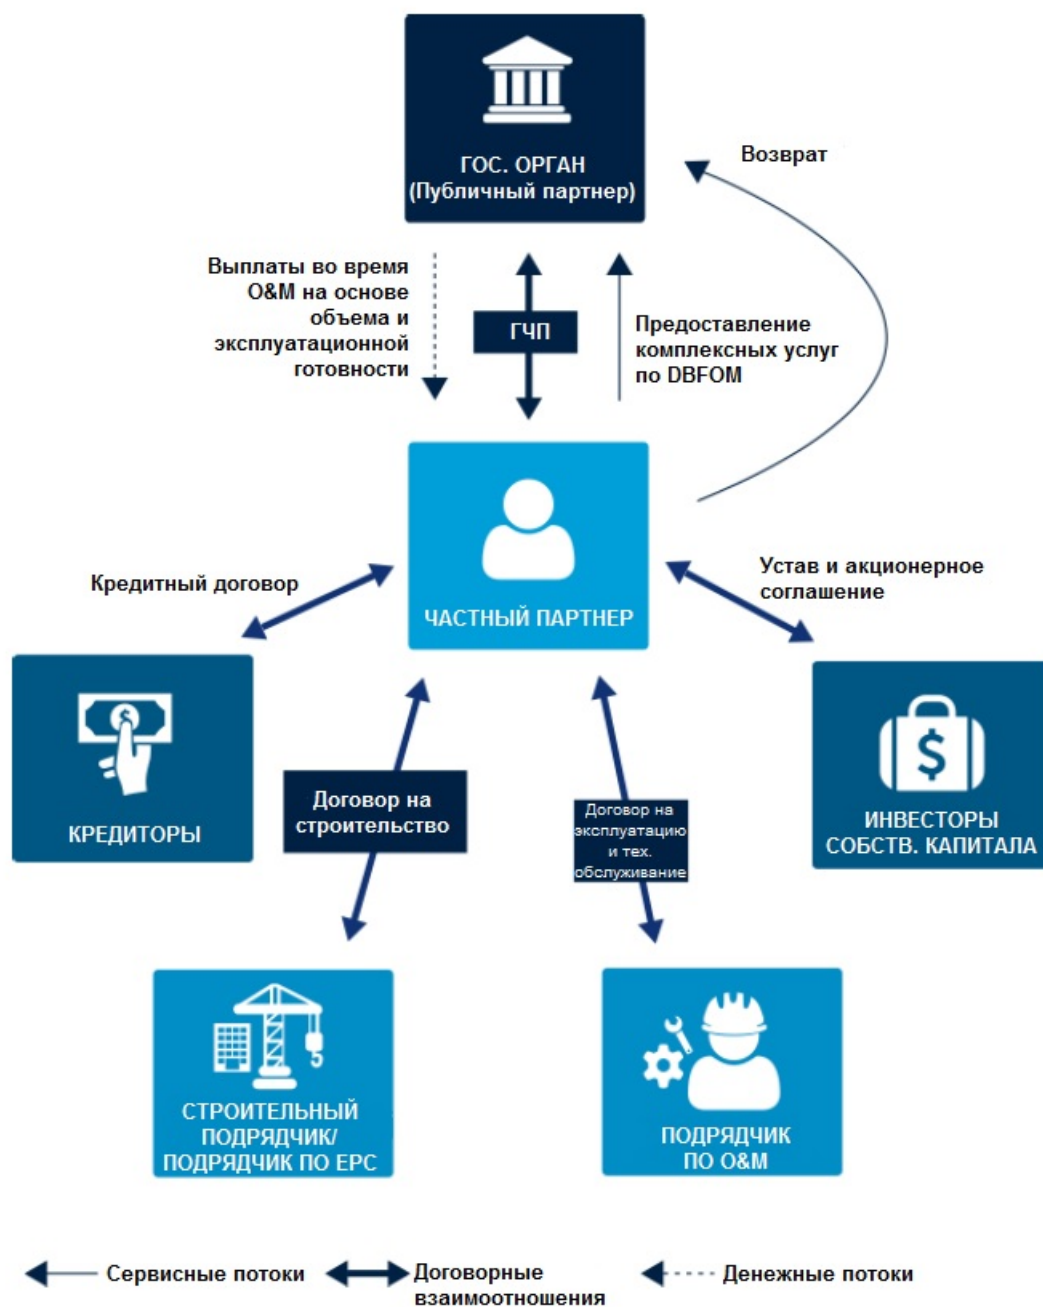 ГОС. ОРГАН
(Публичный партнер)
Возврат
Выплаты во время
O&M на основе
объема и
эксплуатационной
готовности
ГЧП
Предоставление
комплексных услуг
по DBFOM
ЧАСТНЫЙ ПАРТНЕР
Кредитный договор
Устав и акционерное
соглашение
$
КРЕДИТОРЫ
$
ИНВЕСТОРЫ
СОБСТВ. КАПИТАЛА
Договор на
строительство
Договор на
эксплуатацию
и тех.
обслуживание
СТРОИТЕЛЬНЫЙ
ПОДРЯДЧИК/
ПОДРЯДЧИК ПО EPC
ПОДРЯДЧИК
ПО O&M
Сервисные потоки
Договорные
взаимоотношения
Денежные потоки